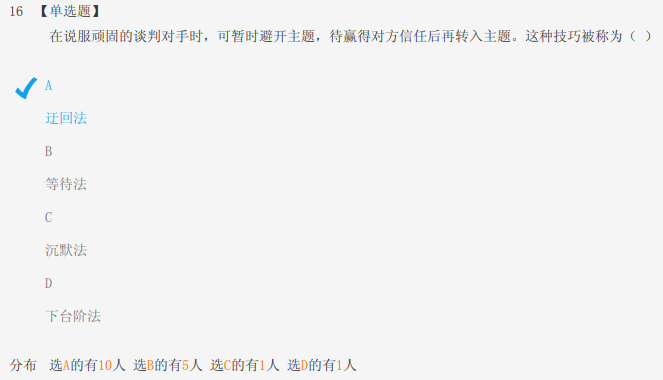 16 【单选题】
在说服顽固的谈判对手时，可暂时避开主题，待赢得对方信任后再转入主题。这种技巧被称为（ ）
A
迂回法
B
等待法
C
沉默法
D
下台阶法
分布 选A的有10人 选B的有5人 选C的有1人 选D的有1人